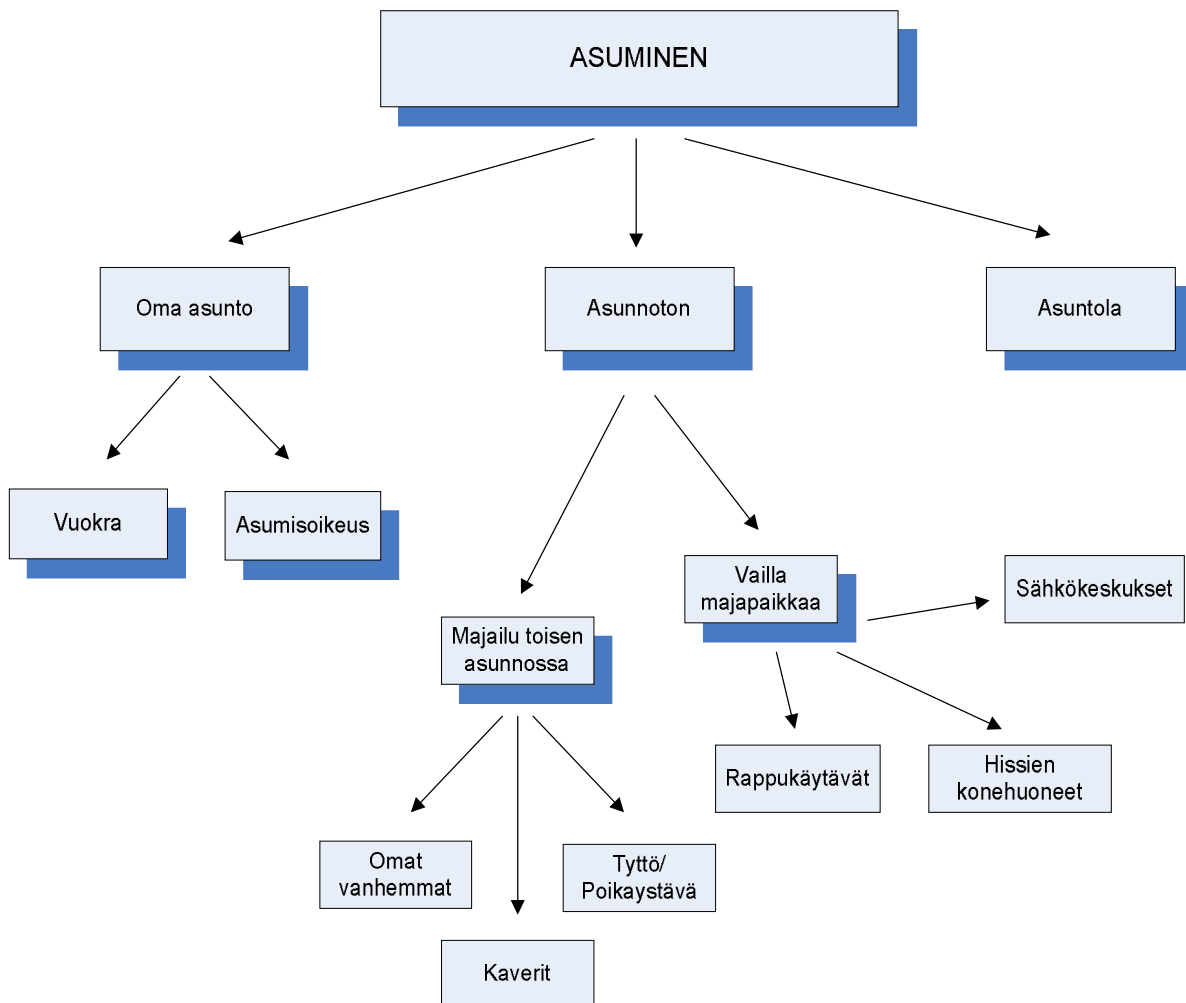 ASUMINEN
Oma asunto
Asunnoton
Asuntola
Vuokra
Asumisoikeus
Vailla
majapaikkaa
Sähkökeskukset
Majailu toisen
asunnossa
Rappukäytävät
Hissien
konehuoneet
Omat
vanhemmat
Tyttö/
Poikaystävä
Kaverit